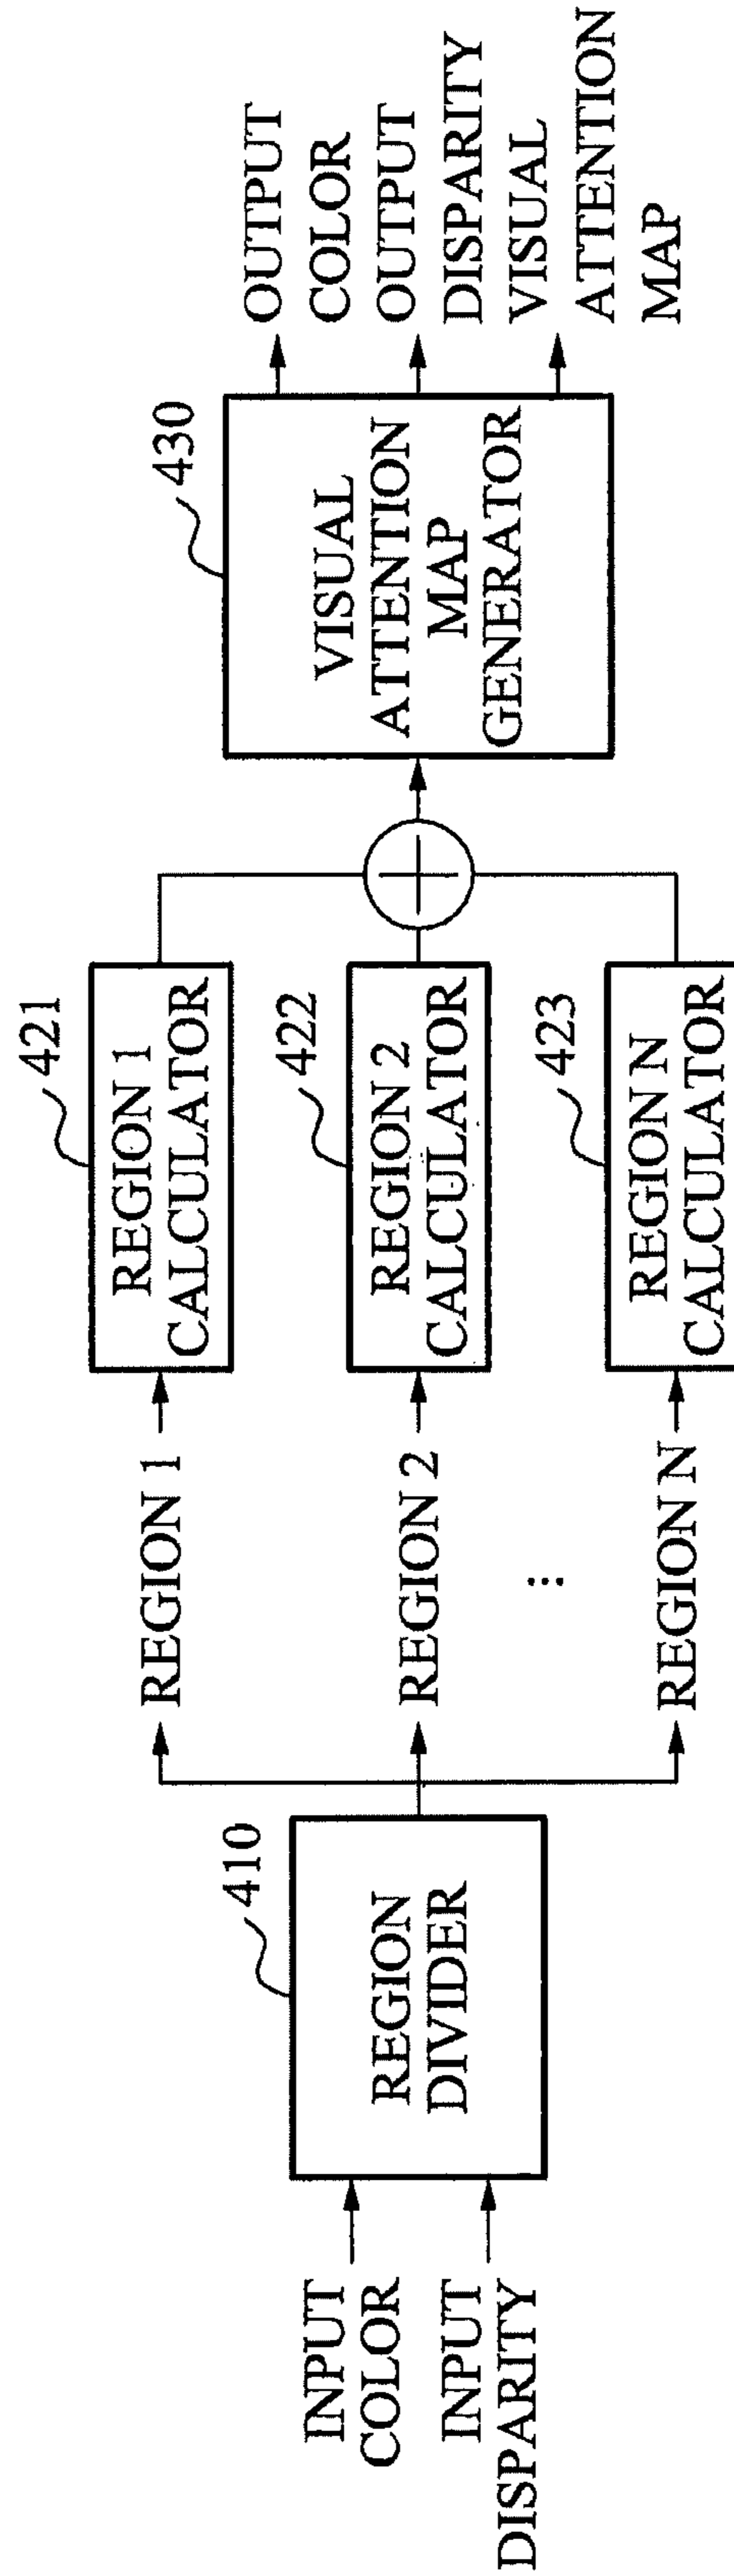 INPUT
COLOR
INPUT
DISPARITY
410
REGION
DIVIDER
REGION 1
REGION 2
...
REGION N
421
REGION 1
CALCULATOR
422
REGION 2
CALCULATOR
423
REGION N
CALCULATOR
430
VISUAL
ATTENTION
MAP
GENERATOR
OUTPUT
COLOR
OUTPUT
DISPARITY
VISUAL
ATTENTION
MAP